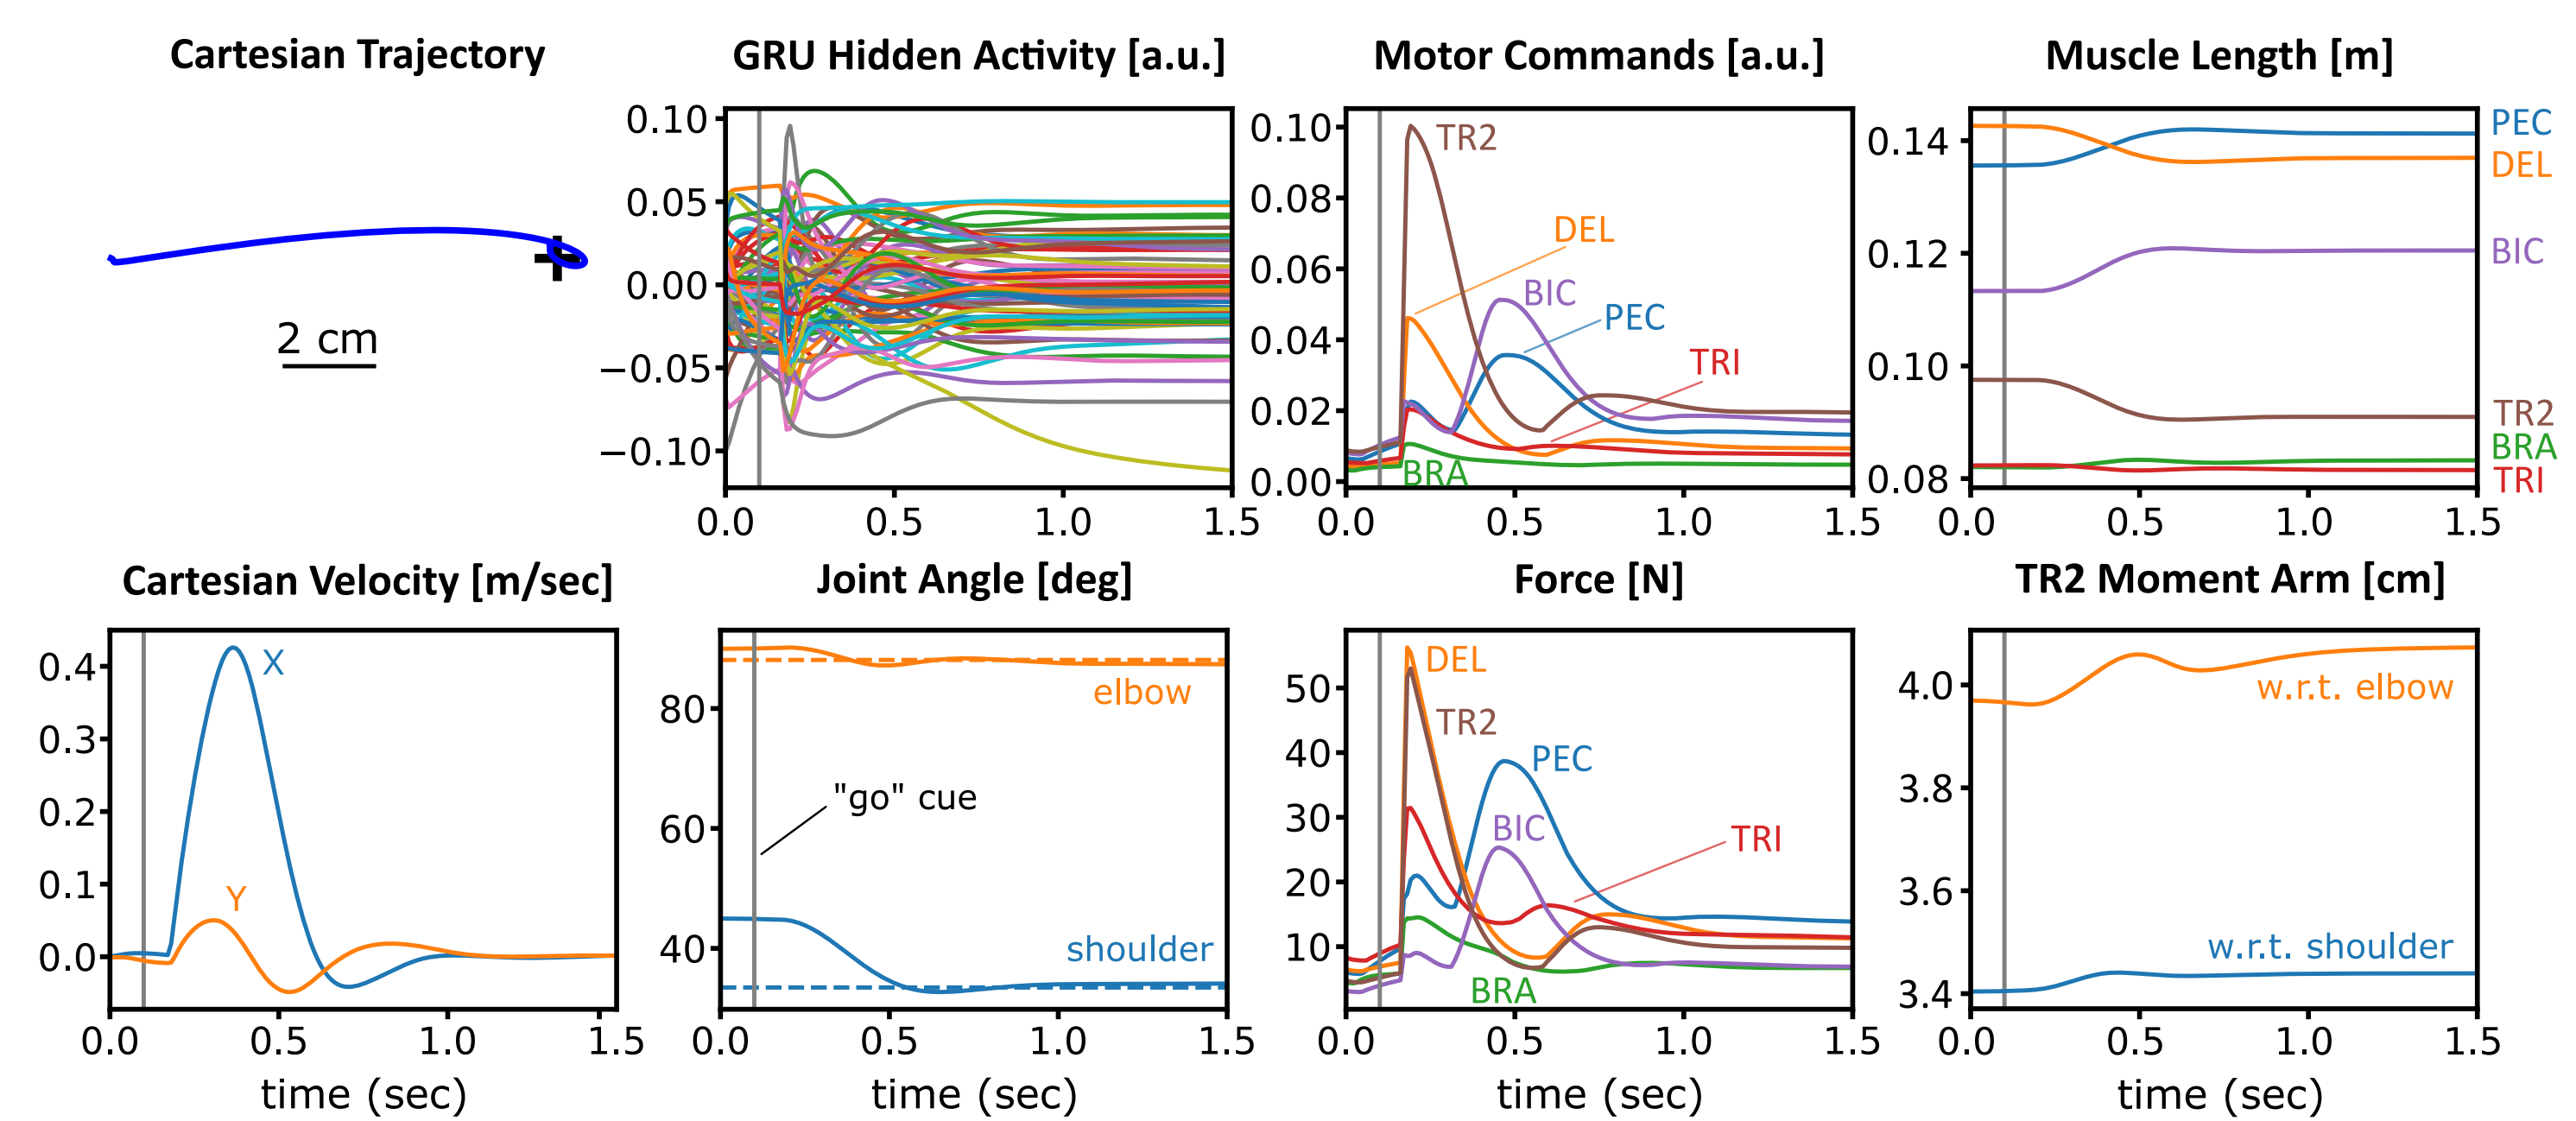 Cartesian Trajectory
2 cm
GRU Hidden Activity [a.u.]
0.10
0.05
0.00
−0.05
−0.10
0.0 0.5 1.0 1.5
Motor Commands [a.u.]
0.10
0.08
0.06
0.04
0.02
0.00
TR2
DEL
BIC
PEC
TRI
BRA
0.0 0.5 1.0 1.5
Muscle Length [m]
0.14
0.12
0.10
0.08
PEC
DEL
BIC
TR2
BRA
TRI
0.0 0.5 1.0 1.5
Cartesian Velocity [m/sec]
0.4
0.3
0.2
0.1
0.0
X
Y
0.0 0.5 1.0 1.5
time (sec)
Joint Angle [deg]
80
60
40
elbow
"go" cue
shoulder
0.0 0.5 1.0 1.5
time (sec)
Force [N]
50
40
30
20
10
DEL
TR2
PEC
BIC
TRI
BRA
0.0 0.5 1.0 1.5
time (sec)
TR2 Moment Arm [cm]
4.0
3.8
3.6
3.4
w.r.t. elbow
w.r.t. shoulder
0.0 0.5 1.0 1.5
time (sec)